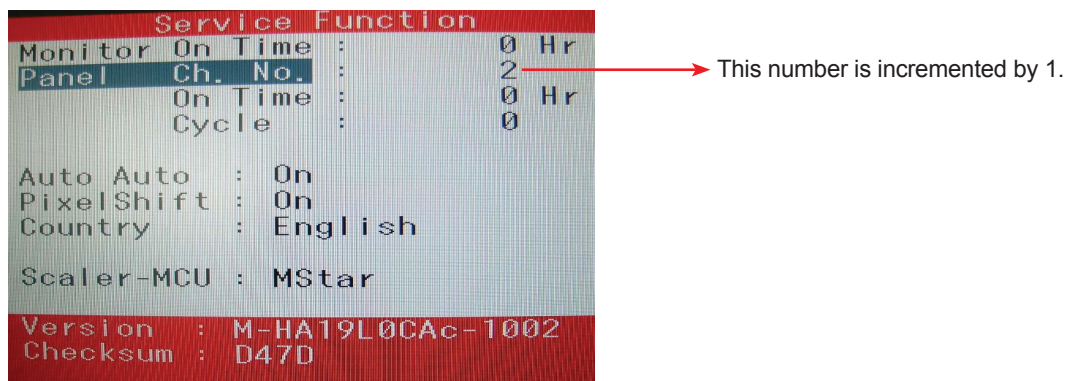 Service Function
Monitor On Time : 0 Hr
Panel Ch. No. : 2
On Time : 0 Hr
Cycle : 0
Auto Auto : On
PixelShift : On
Country : English
Scaler-MCU : MStar
Version : M-HA19L0CAc-1002
Checksum : D47D
This number is incremented by 1.